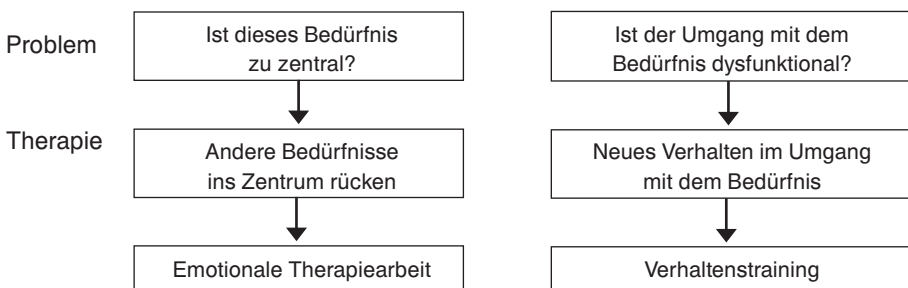 Problem
Ist dieses Bedürfnis
zu zentral?
Ist der Umgang mit dem
Bedürfnis dysfunktional?
Therapie
Andere Bedürfnisse
ins Zentrum rücken
Neues Verhalten im Umgang
mit dem Bedürfnis
Emotionale Therapiearbeit
Verhaltenstraining